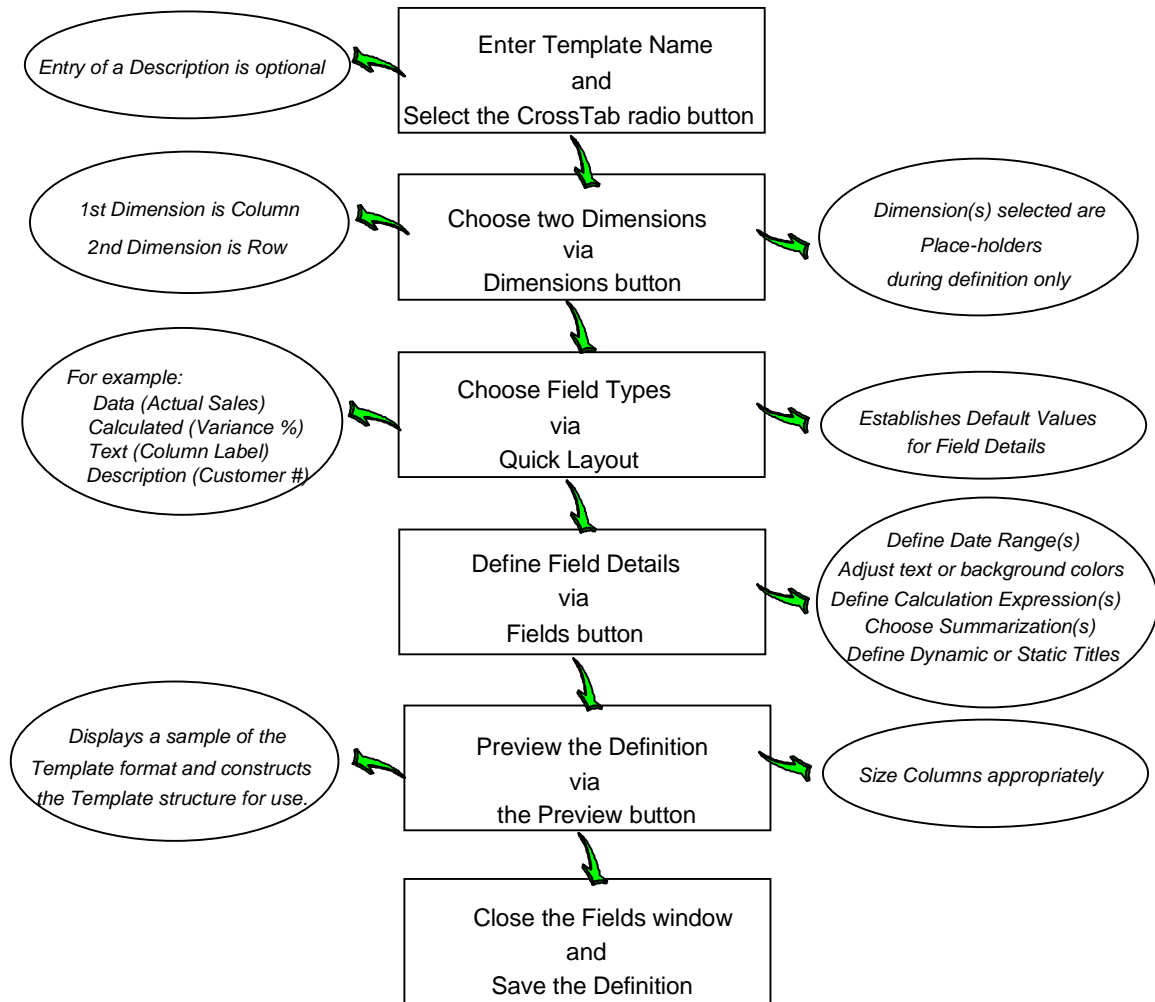 Enter Template Name
and
Select the CrossTab radio button
Entry of a Description is optional
Choose two Dimensions
via
Dimensions button
1st Dimension is Column
2nd Dimension is Row
Dimension(s) selected are
Place-holders
during definition only
Choose Field Types
via
Quick Layout
For example:
Data (Actual Sales)
Calculated (Variance %)
Text (Column Label)
Description (Customer #)
Establishes Default Values
for Field Details
Define Field Details
via
Fields button
Define Date Range(s)
Adjust text or background colors
Define Calculation Expression(s)
Choose Summarization(s)
Define Dynamic or Static Titles
Preview the Definition
via
the Preview button
Displays a sample of the
Template format and constructs
the Template structure for use.
Size Columns appropriately
Close the Fields window
and
Save the Definition